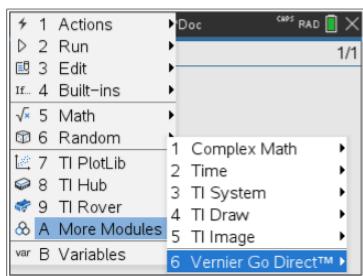 1 Actions
2 Run
3 Edit
If... 4 Built-ins
√x 5 Math
6 Random
7 TI PlotLib
8 TI Hub
9 TI Rover
A More Modules
var B Variables
Doc CAPS RAD
1/1
1 Complex Math
2 Time
3 TI System
4 TI Draw
5 TI Image
6 Vernier Go Direct™